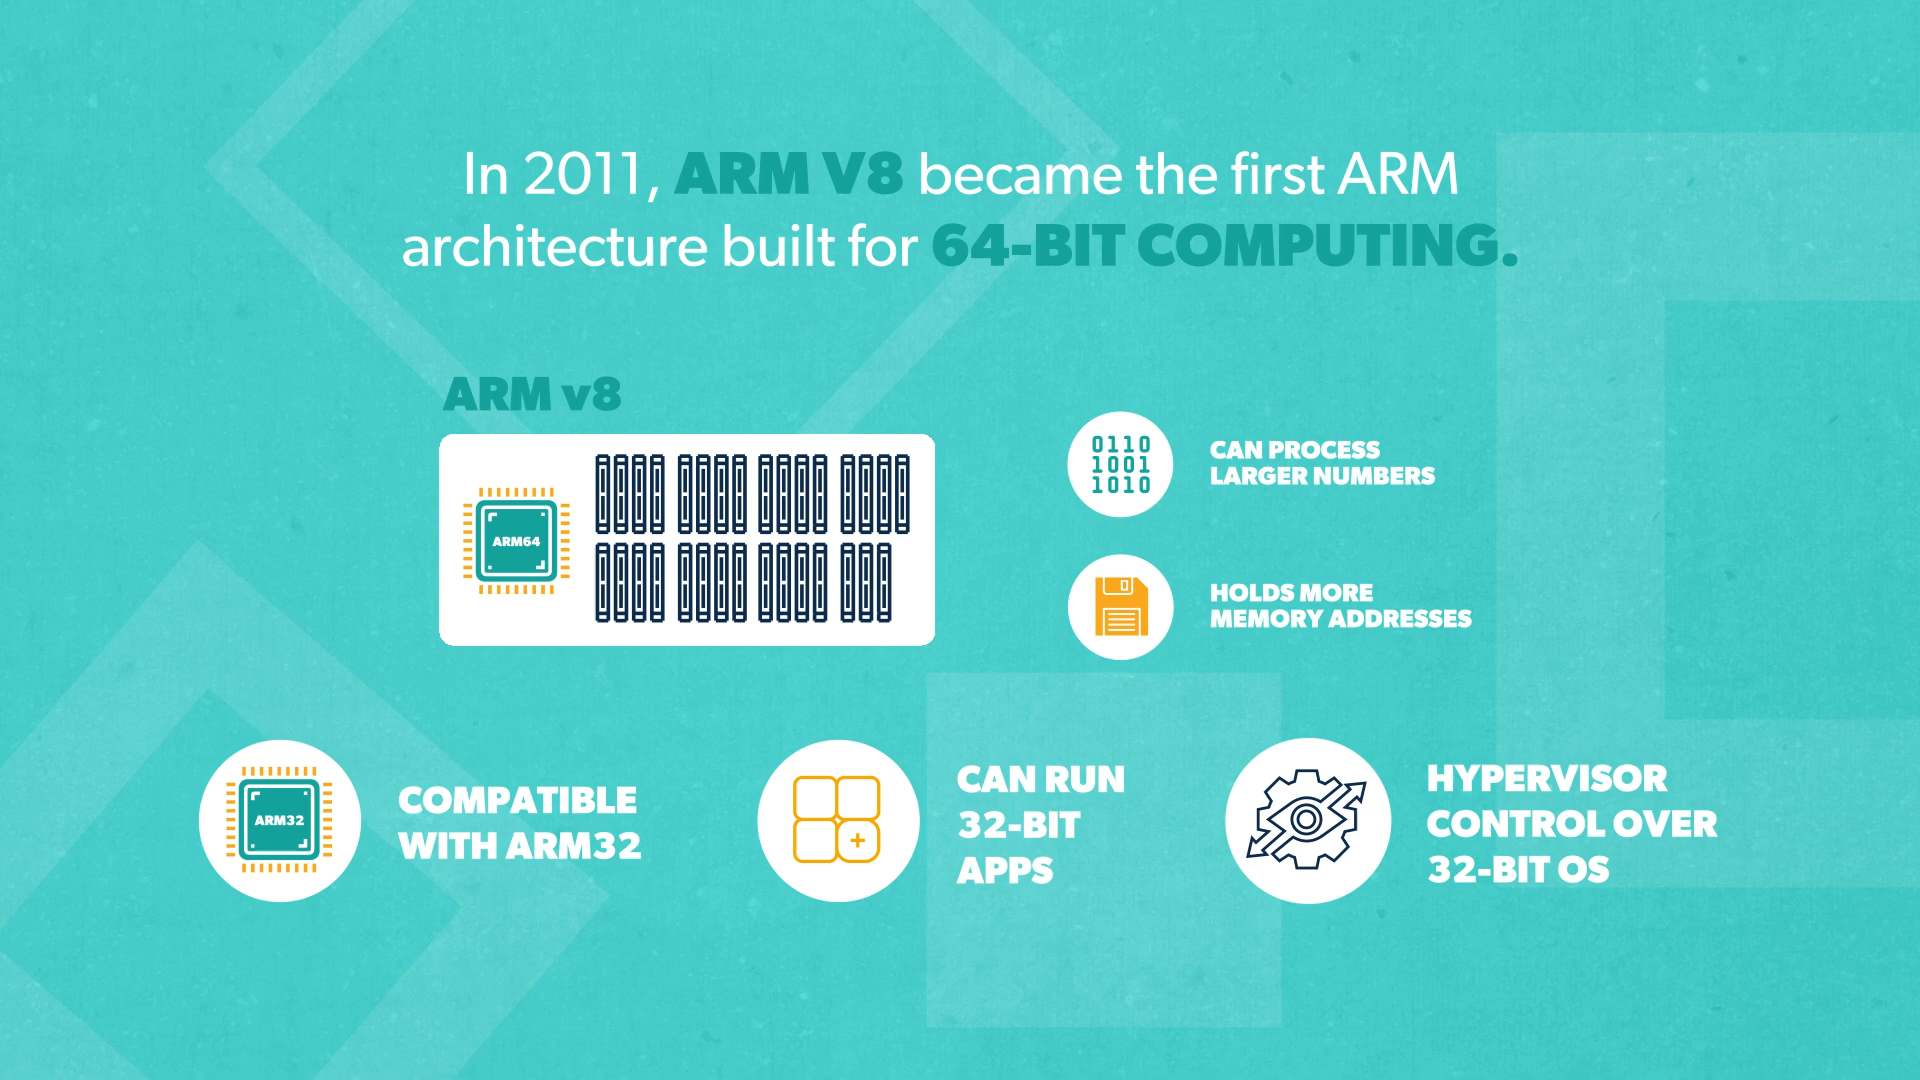 In 2011, ARM V8 became the first ARM
architecture built for 64-BIT COMPUTING.
ARM v8
ARM64
0110
1001
1010
CAN PROCESS
LARGER NUMBERS
HOLDS MORE
MEMORY ADDRESSES
ARM32
COMPATIBLE
WITH ARM32
CAN RUN
32-BIT
APPS
HYPERVISOR
CONTROL OVER
32-BIT OS